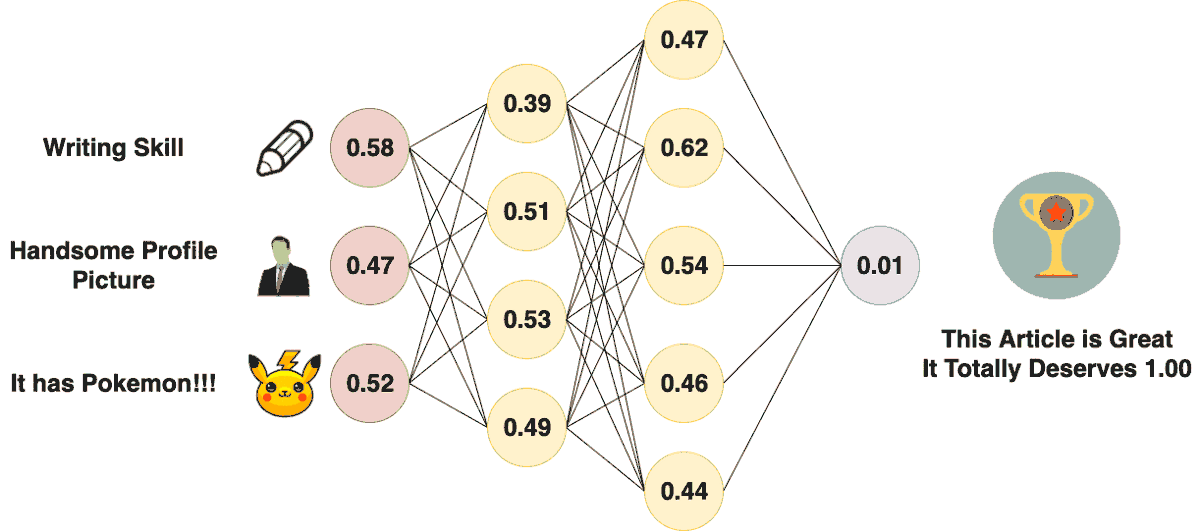 Writing Skill
Handsome Profile
Picture
It has Pokemon!!!
0.58
0.47
0.52
0.39
0.51
0.53
0.49
0.47
0.62
0.54
0.46
0.44
0.01
This Article is Great
It Totally Deserves 1.00